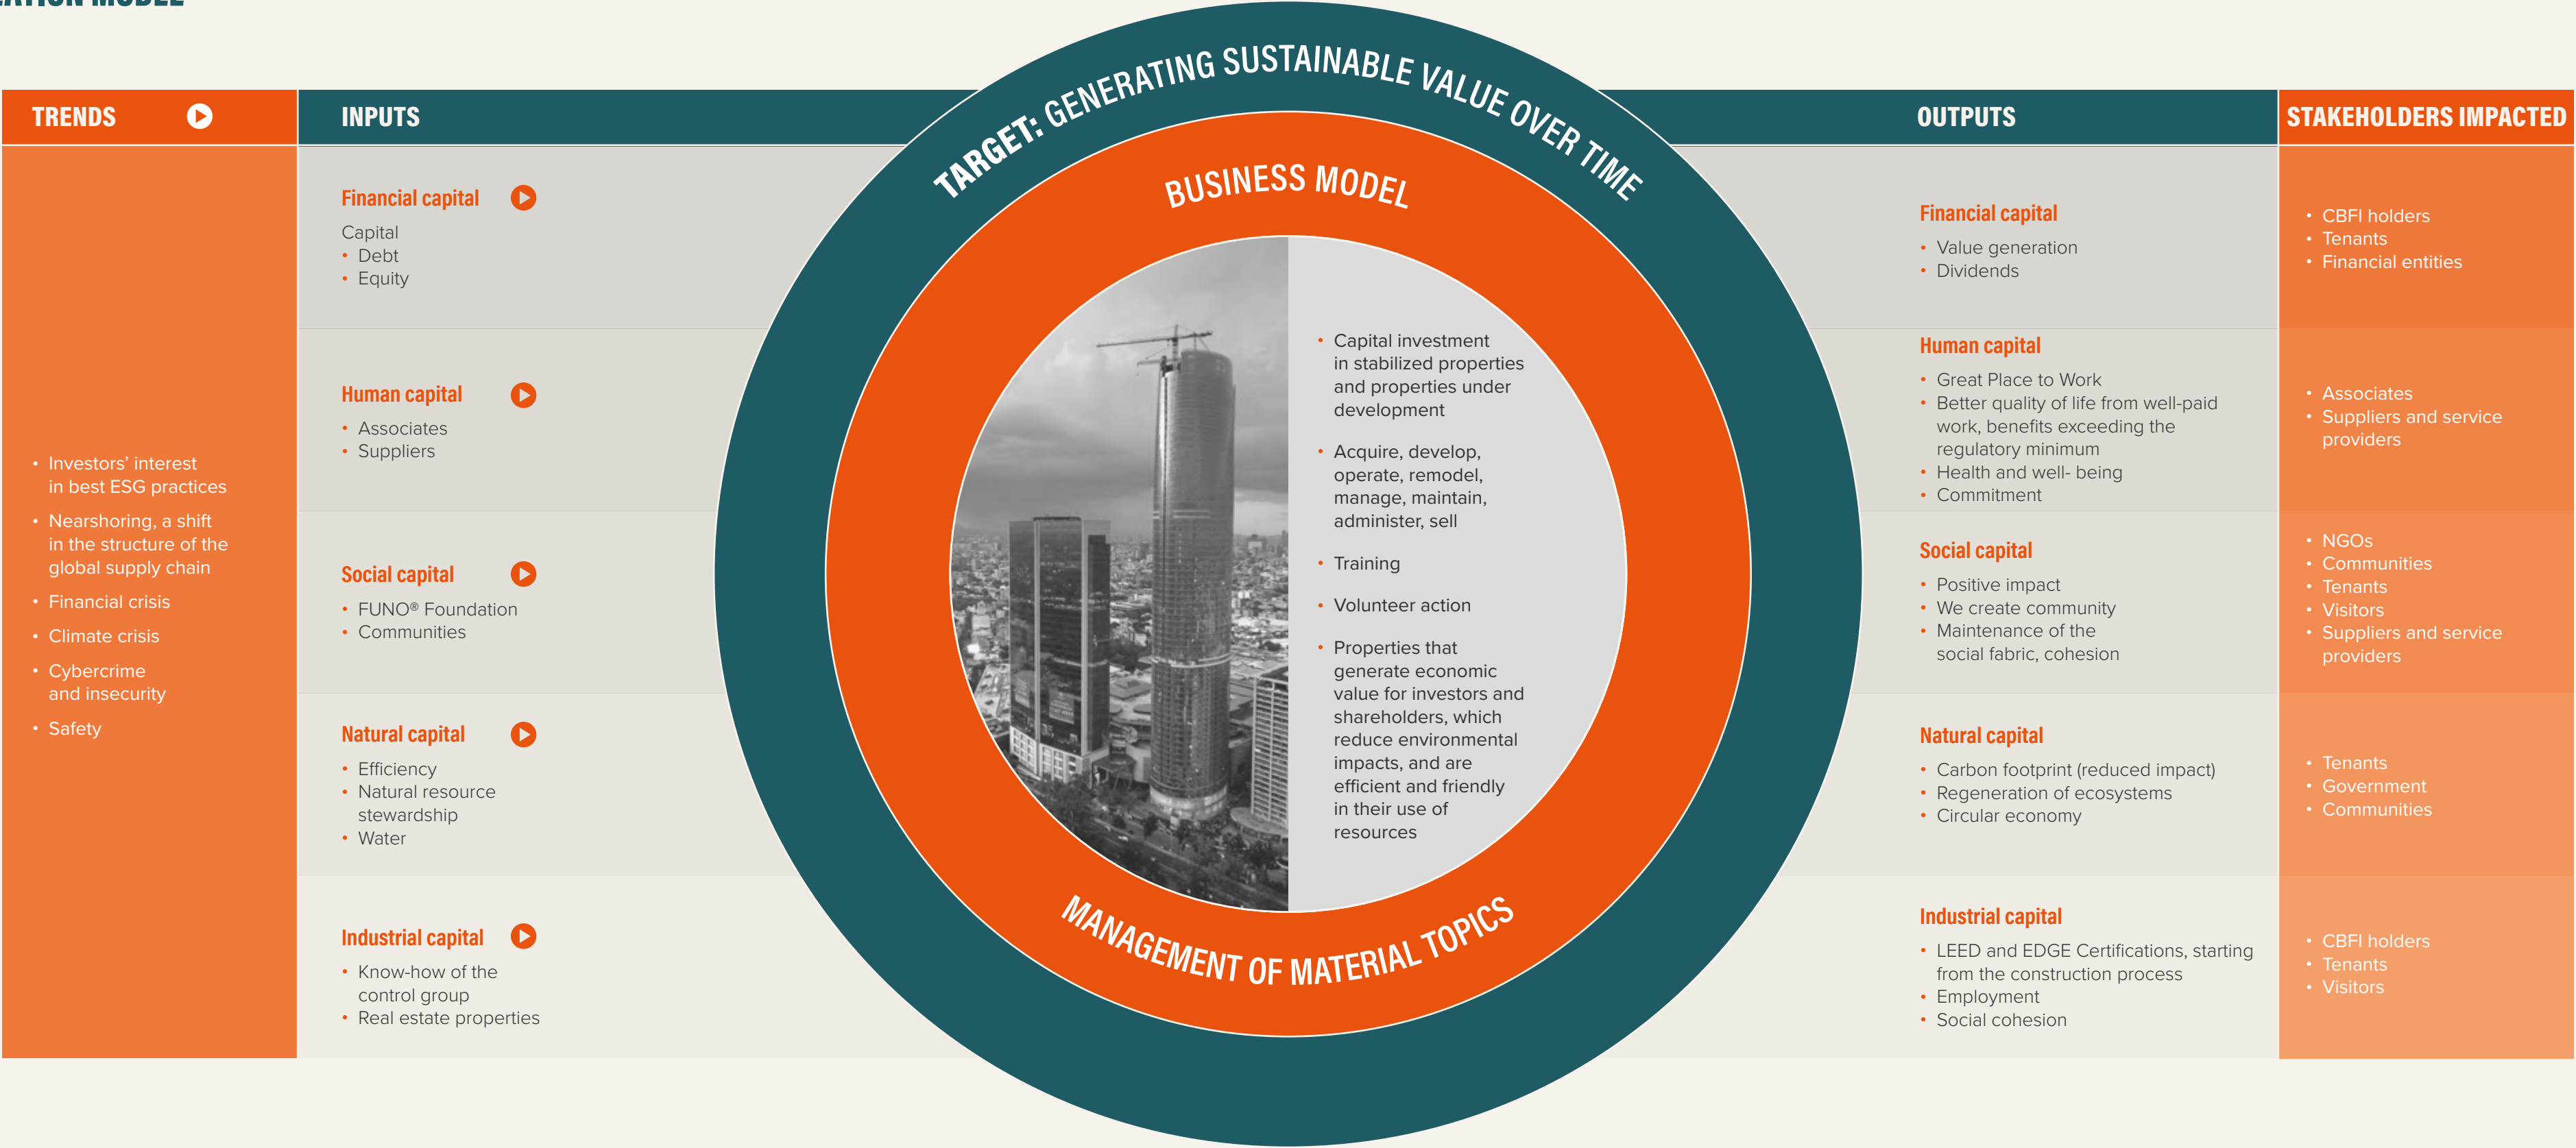 TRENDS
• Investors’ interest
in best ESG practices
• Nearshoring, a shift
in the structure of the
global supply chain
• Financial crisis
• Climate crisis
• Cybercrime
and insecurity
• Safety
INPUTS
Financial capital
Capital
• Debt
• Equity
Human capital
• Associates
• Suppliers
Social capital
• FUNO® Foundation
• Communities
Natural capital
• Efficiency
• Natural resource
stewardship
• Water
Industrial capital
• Know-how of the
control group
• Real estate properties
TARGET: GENERATING SUSTAINABLE VALUE OVER TIME
BUSINESS MODEL
• Capital investment
in stabilized properties
and properties under
development
• Acquire, develop,
operate, remodel,
manage, maintain,
administer, sell
• Training
• Volunteer action
• Properties that
generate economic
value for investors and
shareholders, which
reduce environmental
impacts, and are
efficient and friendly
in their use of
resources
MANAGEMENT OF MATERIAL TOPICS
OUTPUTS
Financial capital
• Value generation
• Dividends
Human capital
• Great Place to Work
• Better quality of life from well-paid
work, benefits exceeding the
regulatory minimum
• Health and well- being
• Commitment
Social capital
• Positive impact
• We create community
• Maintenance of the
social fabric, cohesion
Natural capital
• Carbon footprint (reduced impact)
• Regeneration of ecosystems
• Circular economy
Industrial capital
• LEED and EDGE Certifications, starting
from the construction process
• Employment
• Social cohesion
STAKEHOLDERS IMPACTED
• CBFI holders
• Tenants
• Financial entities
• Associates
• Suppliers and service
providers
• NGOs
• Communities
• Tenants
• Visitors
• Suppliers and service
providers
• Tenants
• Government
• Communities
• CBFI holders
• Tenants
• Visitors